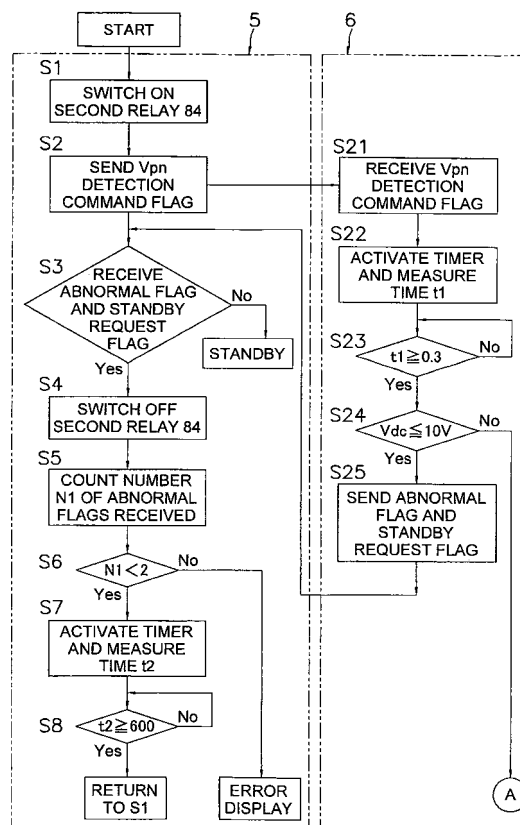 START
5
6
S1
SWITCH ON
SECOND RELAY 84
S2
SEND Vpn
DETECTION
COMMAND FLAG
S3
RECEIVE
ABNORMAL FLAG
AND STANDBY
REQUEST
FLAG
No
STANDBY
Yes
S4
SWITCH OFF
SECOND RELAY 84
S5
COUNT NUMBER
N1 OF ABNORMAL
FLAGS RECEIVED
S6
N1<2
No
Yes
S7
ACTIVATE TIMER
AND MEASURE
TIME t2
S8
t2≧600
No
Yes
RETURN
TO S1
ERROR
DISPLAY
S21
RECEIVE Vpn
DETECTION
COMMAND FLAG
S22
ACTIVATE TIMER
AND MEASURE
TIME t1
S23
t1≧0.3
No
Yes
S24
Vdc≦10V
No
Yes
S25
SEND ABNORMAL
FLAG AND
STANDBY
REQUEST FLAG
A